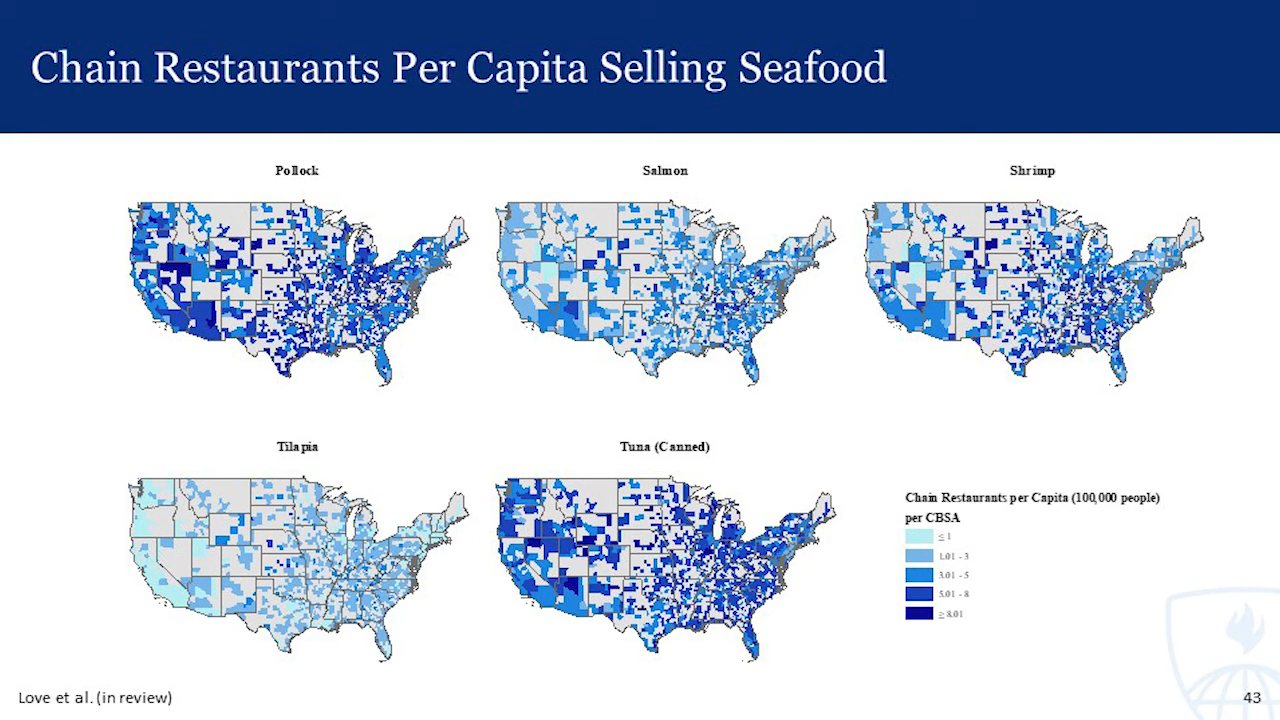 Chain Restaurants Per Capita Selling Seafood
Pollock
Salmon
Shrimp
Tilapia
Tuna (Canned)
Chain Restaurants per Capita (100,000 people)
per CBSA
≤ 1
1.01 - 3
3.01 - 5
5.01 - 8
≥ 8.01
Love et al. (in review)
43